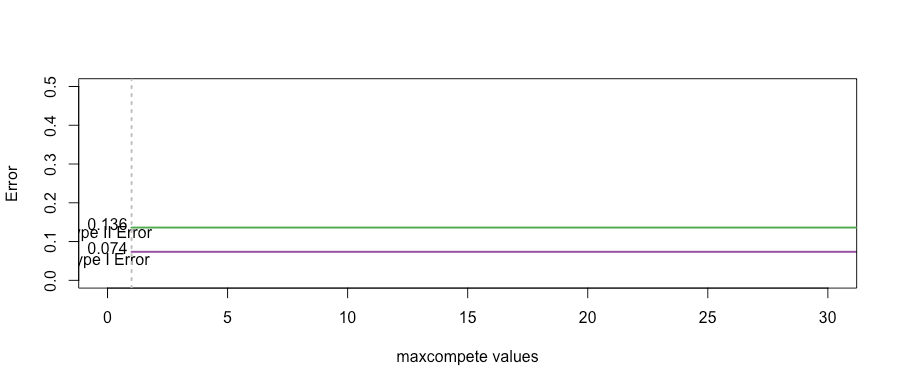 0.5
0.4
0.3
0.2
0.1
0.0
Error
0.136
ype II Error
0.074
ype I Error
0 5 10 15 20 25 30
maxcompete values